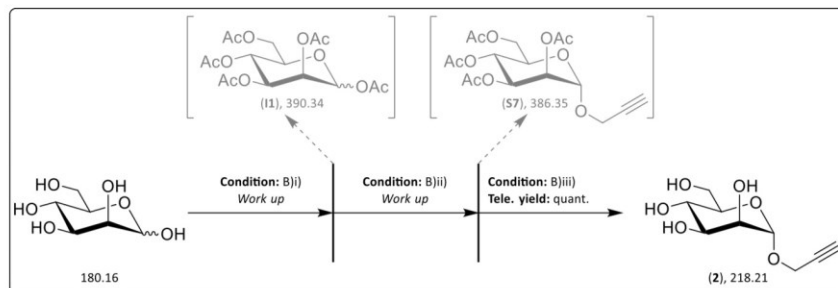 AcO OAc
AcO O
AcO OAc
(I1), 390.34
AcO OAc
AcO O
AcO
(S7), 386.35
O
Condition: B)i)
Work up
Condition: B)ii)
Work up
Condition: B)iii)
Tele. yield: quant.
HO OH
HO O
HO OH
180.16
HO OH
HO O
HO
O
(2), 218.21